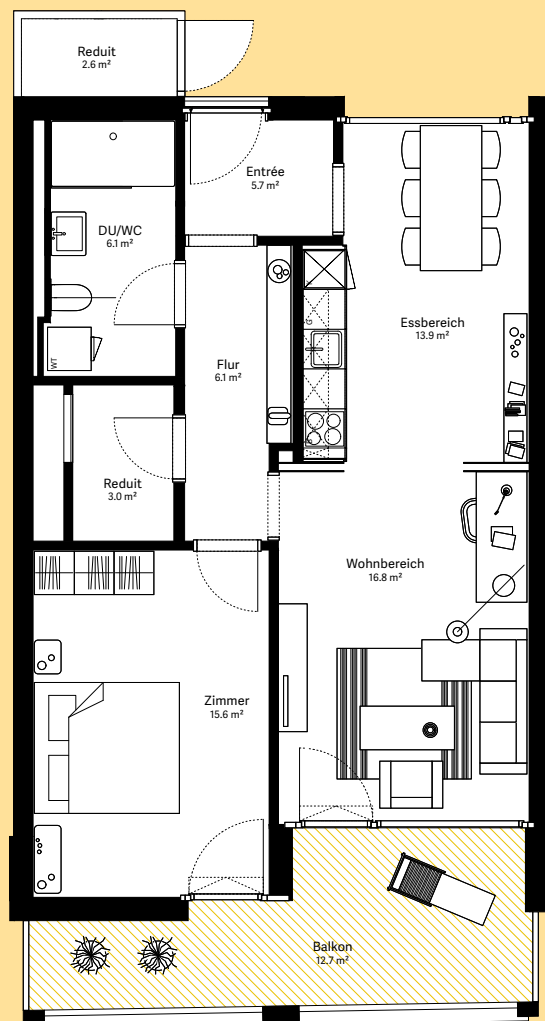 Reduit
2.6 m²
Entrée
5.7 m²
DU/WC
6.1 m²
Essbereich
13.9 m²
WT
Flur
6.1 m²
Reduit
3.0 m²
Wohnbereich
16.8 m²
Zimmer
15.6 m²
Balkon
12.7 m²